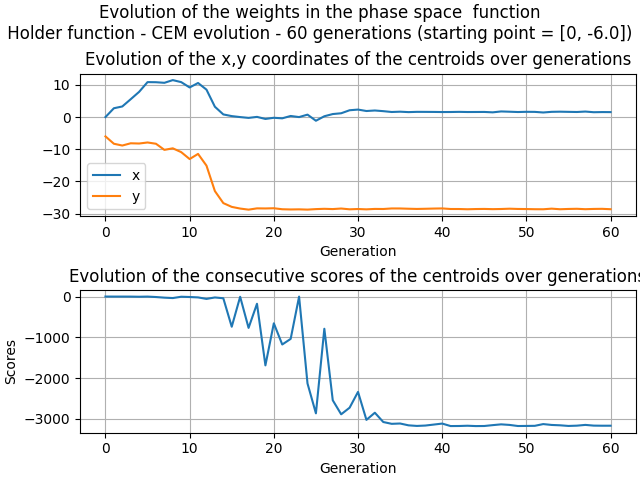 Evolution of the weights in the phase space function
Holder function - CEM evolution - 60 generations (starting point = [0, -6.0])
Evolution of the x,y coordinates of the centroids over generations
10
0
−10
−20
−30
x
y
0 10 20 30 40 50 60
Generation
Evolution of the consecutive scores of the centroids over generations
Scores
0
−1000
−2000
−3000
0 10 20 30 40 50 60
Generation